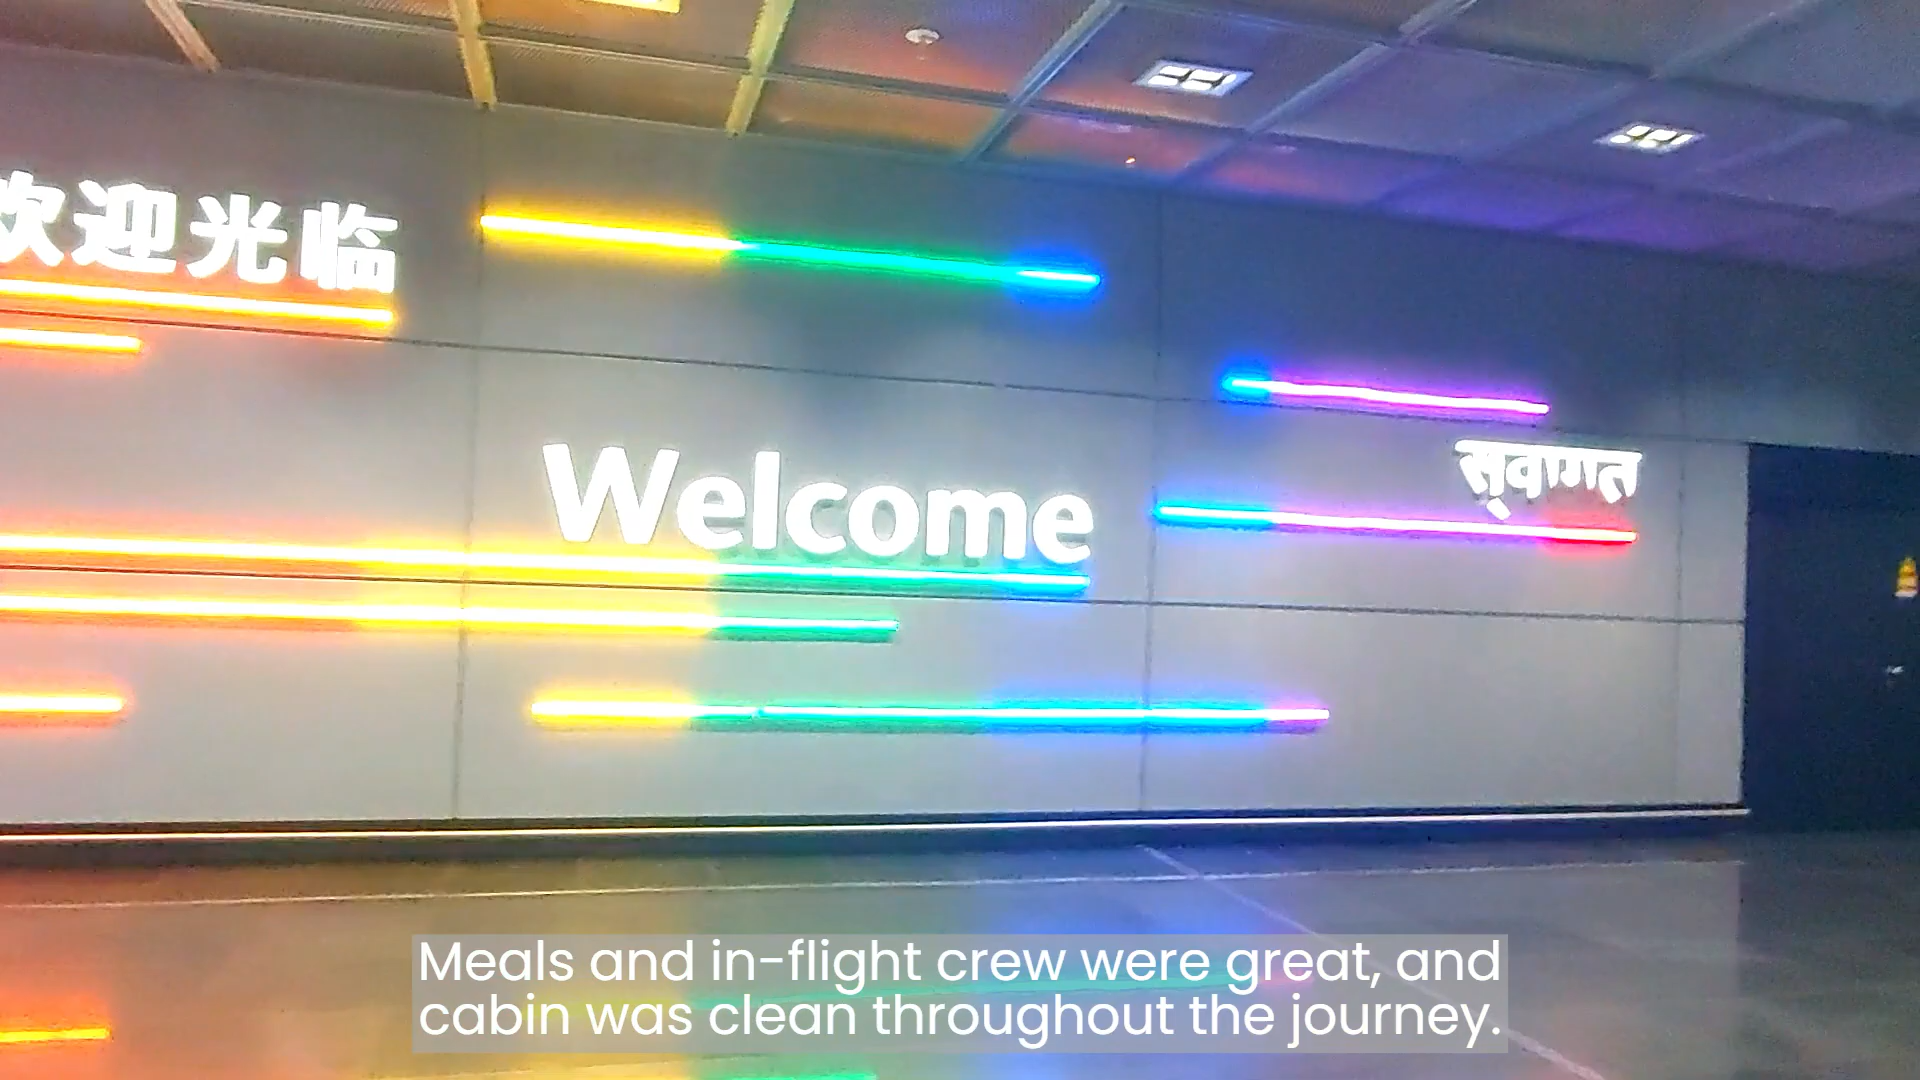 欢迎光临
Welcome
स्वागत
Meals and in-flight crew were great, and
cabin was clean throughout the journey.